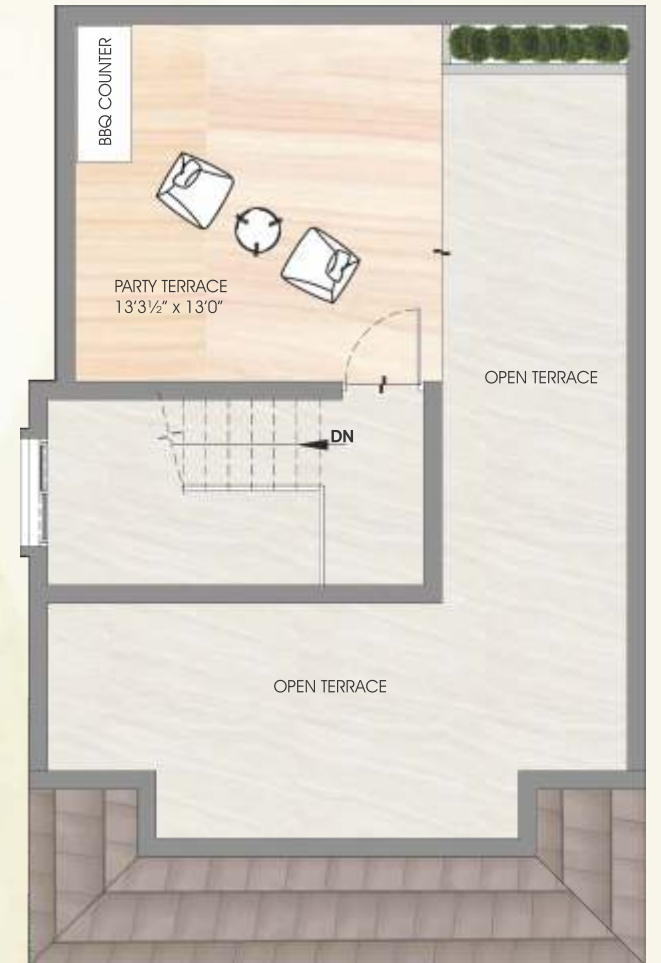 BBQ COUNTER
PARTY TERRACE
13'3½" x 13'0"
OPEN TERRACE
DN
OPEN TERRACE